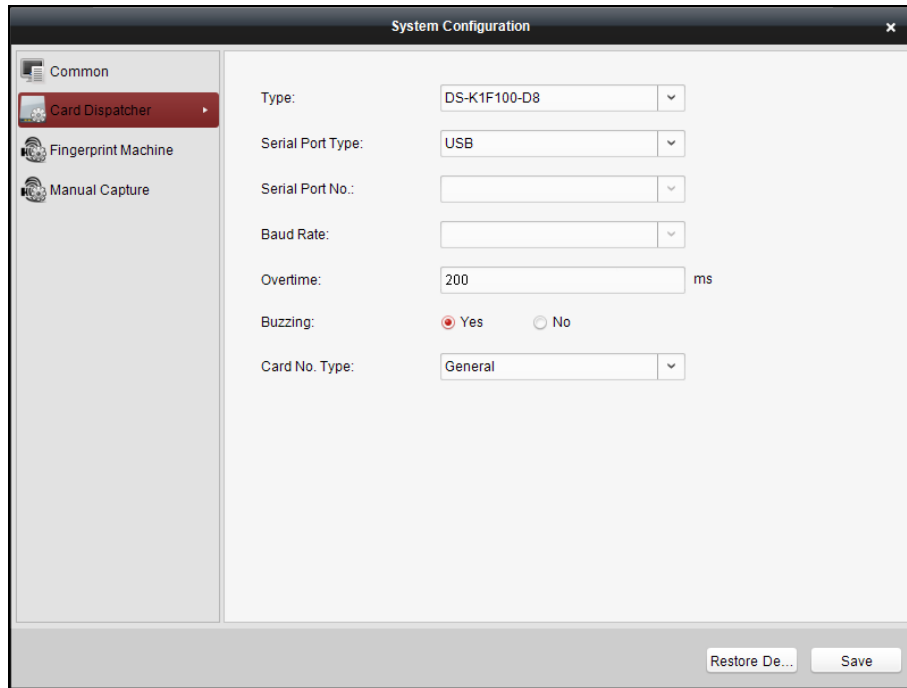 System Configuration
Common
Card Dispatcher
Fingerprint Machine
Manual Capture
Type: DS-K1F100-D8
Serial Port Type: USB
Serial Port No.:
Baud Rate:
Overtime: 200 ms
Buzzing: Yes No
Card No. Type: General
Restore De... Save